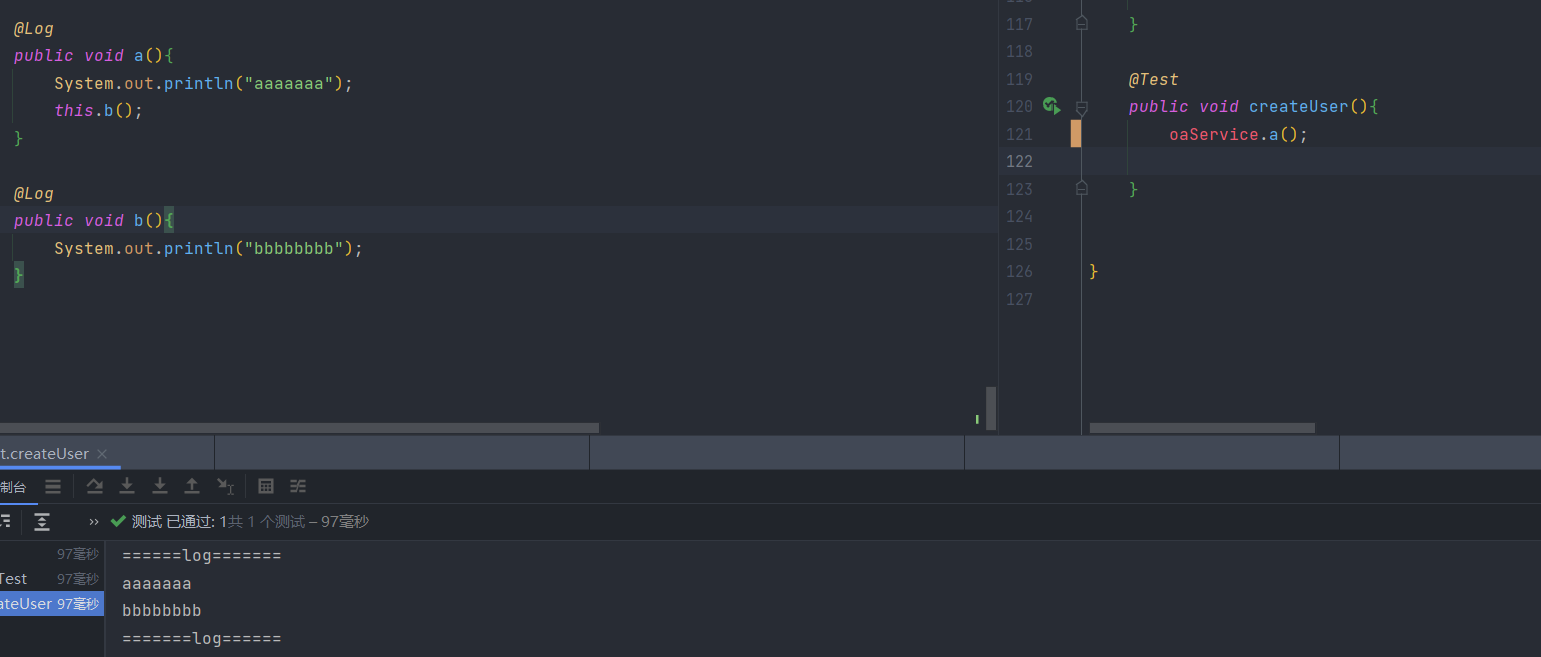 @Log
public void a(){
System.out.println("aaaaaaa");
this.b();
}
@Log
public void b(){
System.out.println("bbbbbbbb");
}
117 }
118
119 @Test
120 public void createUser(){
121 oaService.a();
122
123 }
124
125
126 }
127
t.createUser
制台
测试 已通过: 1共 1 个测试 – 97毫秒
97毫秒
Test 97毫秒
ateUser 97毫秒
======log=======
aaaaaaa
bbbbbbbb
=======log======